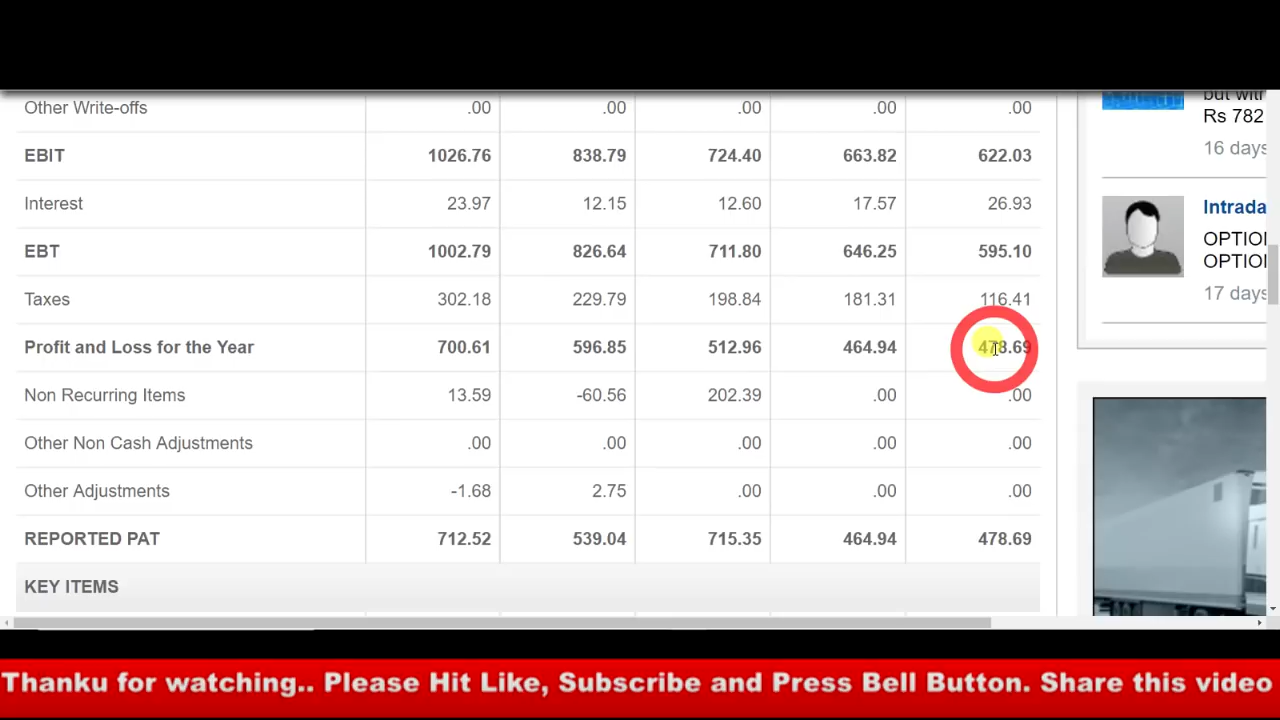 Other Write-offs .00 .00 .00 .00 .00
EBIT 1026.76 838.79 724.40 663.82 622.03
Interest 23.97 12.15 12.60 17.57 26.93
EBT 1002.79 826.64 711.80 646.25 595.10
Taxes 302.18 229.79 198.84 181.31 116.41
Profit and Loss for the Year 700.61 596.85 512.96 464.94 478.69
Non Recurring Items 13.59 -60.56 202.39 .00 .00
Other Non Cash Adjustments .00 .00 .00 .00 .00
Other Adjustments -1.68 2.75 .00 .00 .00
REPORTED PAT 712.52 539.04 715.35 464.94 478.69
KEY ITEMS
but with
Rs 782
16 days
Intrada
OPTIO
OPTIO
17 days
Thanku for watching.. Please Hit Like, Subscribe and Press Bell Button. Share this video